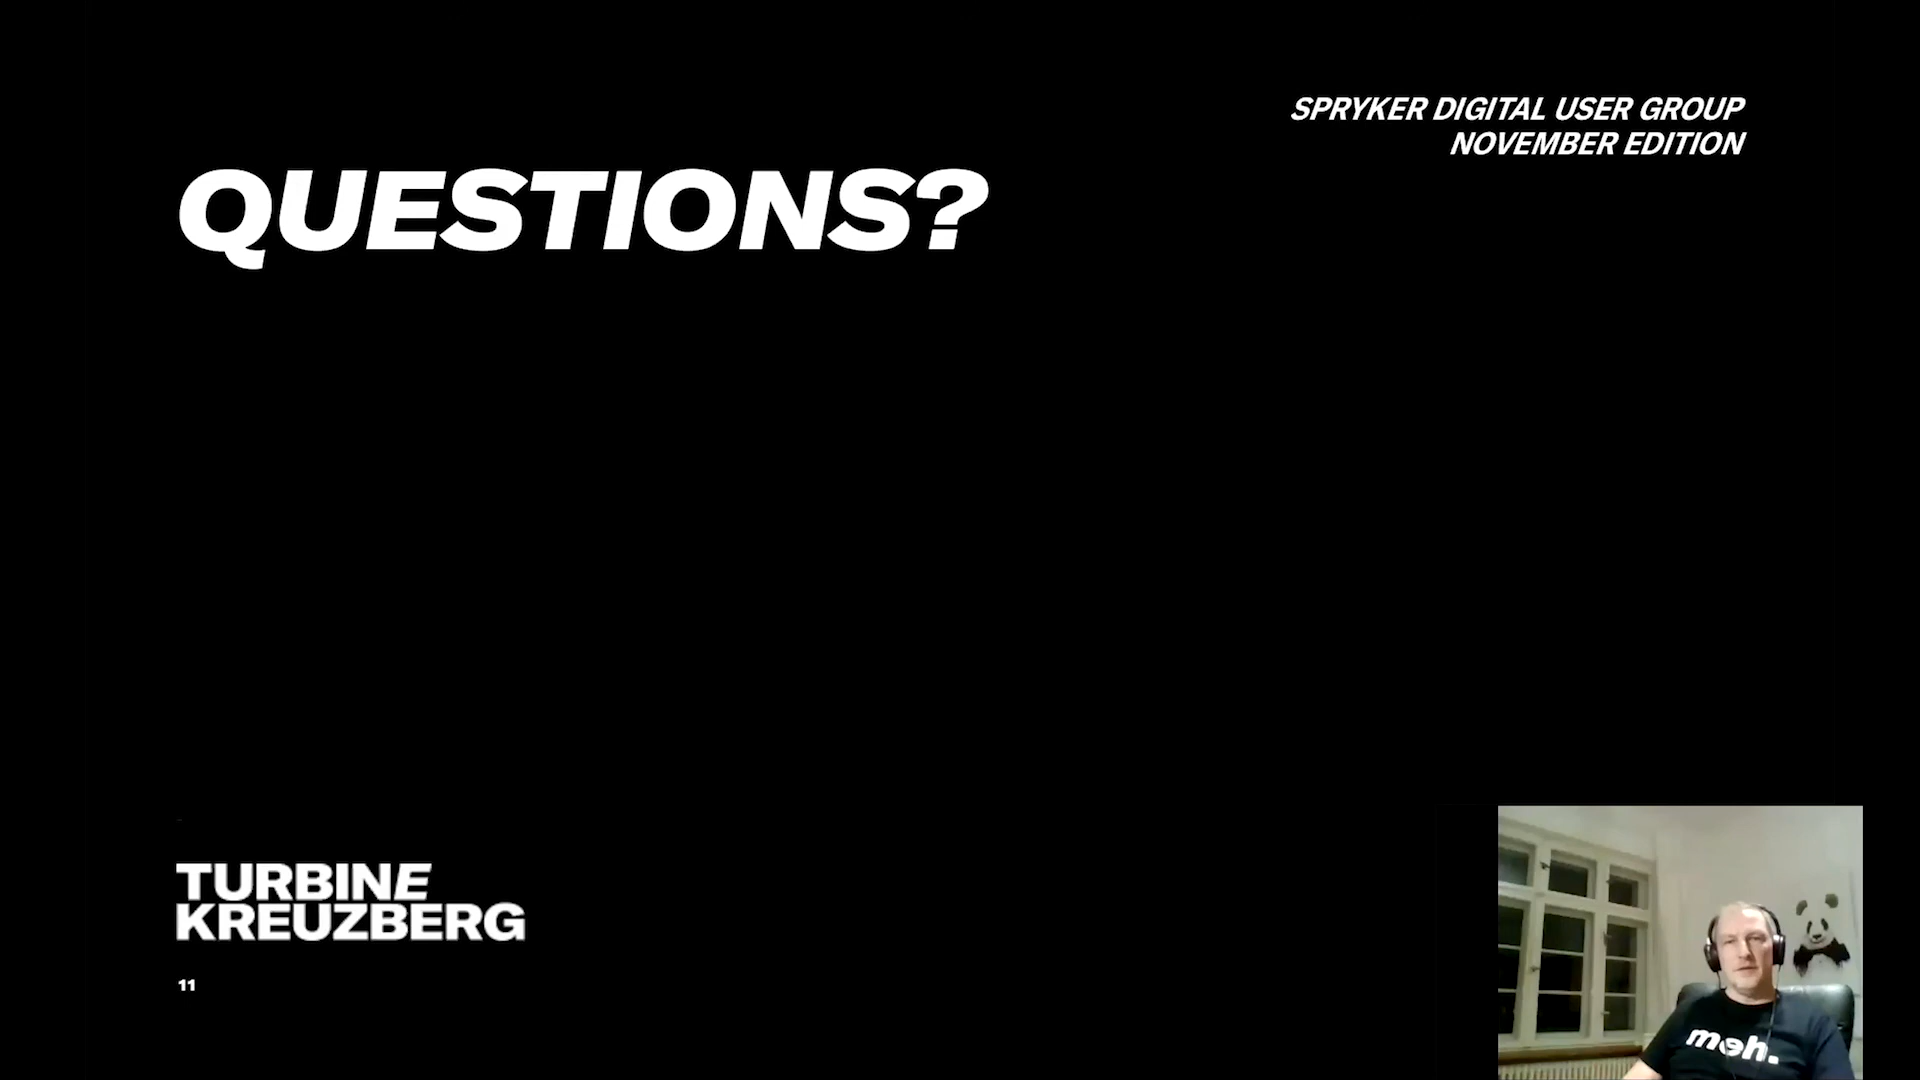 SPRYKER DIGITAL USER GROUP
NOVEMBER EDITION
QUESTIONS?
TURBINE
KREUZBERG
11
meh.